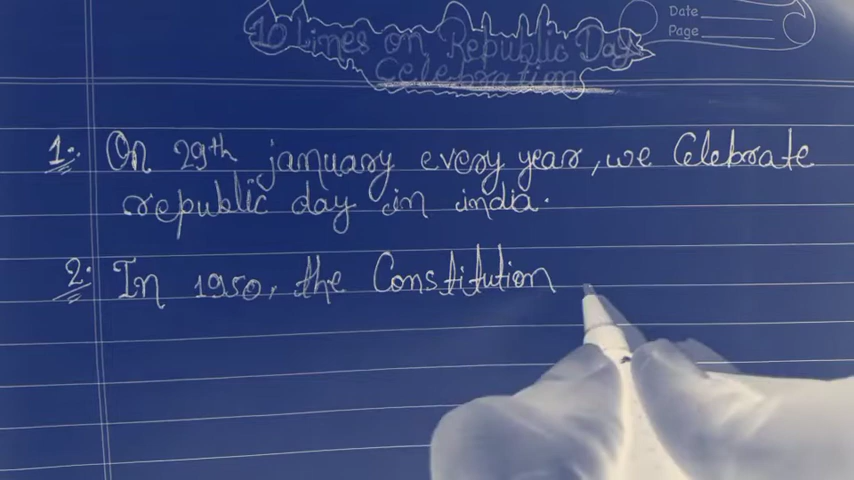 Date
Page
10 Lines on Republic Day
Celebration
1. On 29th january every year, we Celebrate
republic day in india.
2. In 1950, the Constitution